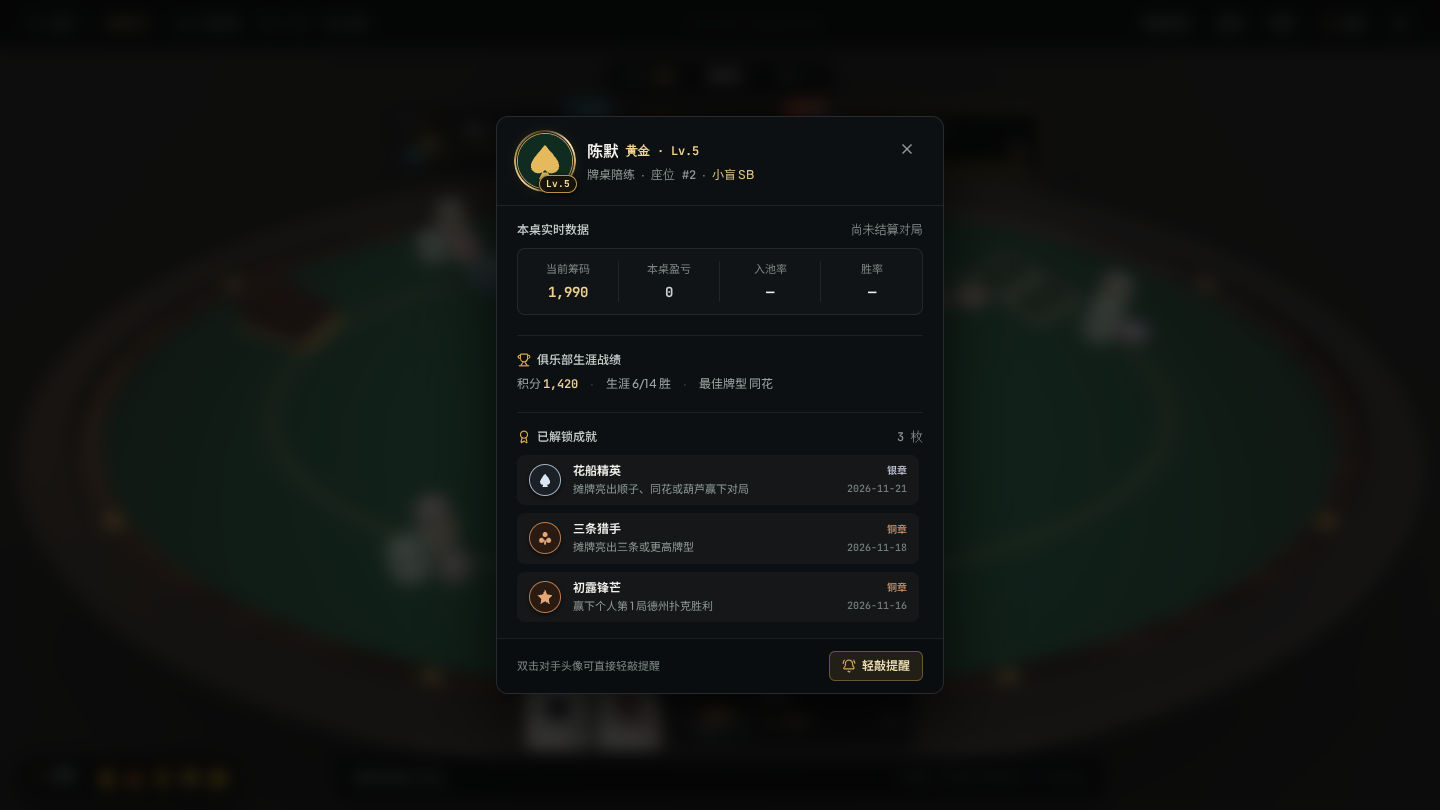 陈默 黄金 · Lv.5
Lv.5
牌桌陪练 · 座位 #2 · 小盲 SB
本桌实时数据 尚未结算对局
当前筹码 本桌盈亏 入池率 胜率
1,990 0 — —
俱乐部生涯战绩
积分 1,420 · 生涯 6/14 胜 · 最佳牌型 同花
已解锁成就 3 枚
花船精英 银章
摊牌亮出顺子、同花或葫芦赢下对局 2026-11-21
三条猎手 铜章
摊牌亮出三条或更高牌型 2026-11-18
初露锋芒 铜章
赢下个人第 1 局德州扑克胜利 2026-11-16
双击对手头像可直接轻敲提醒 轻敲提醒